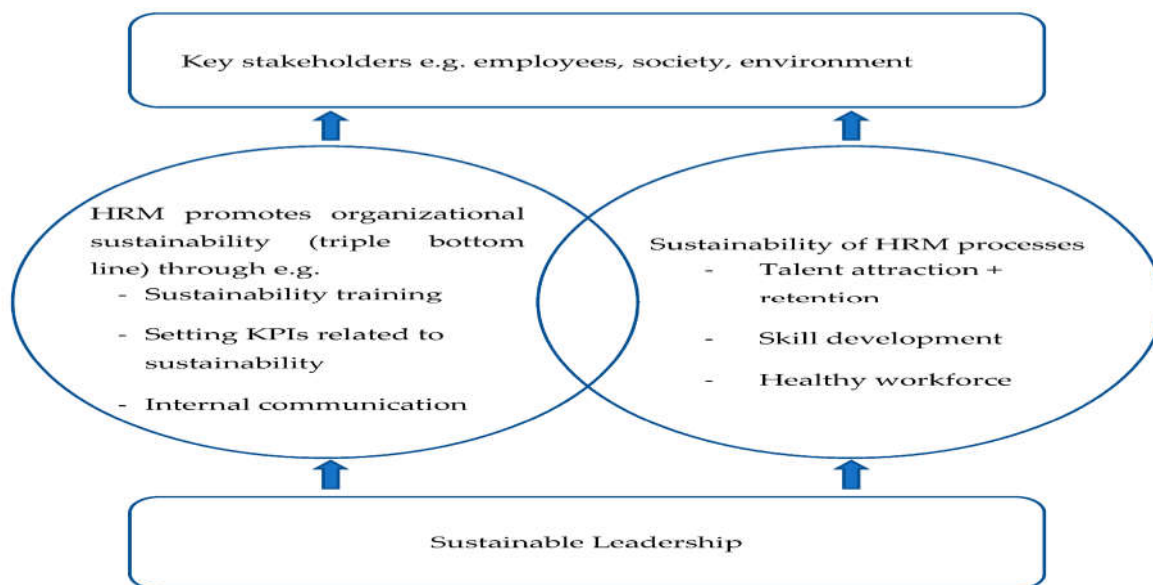 Key stakeholders e.g. employees, society, environment
HRM promotes organizational
sustainability (triple bottom
line) through e.g.
- Sustainability training
- Setting KPIs related to
sustainability
- Internal communication
Sustainability of HRM processes
- Talent attraction +
retention
- Skill development
- Healthy workforce
Sustainable Leadership